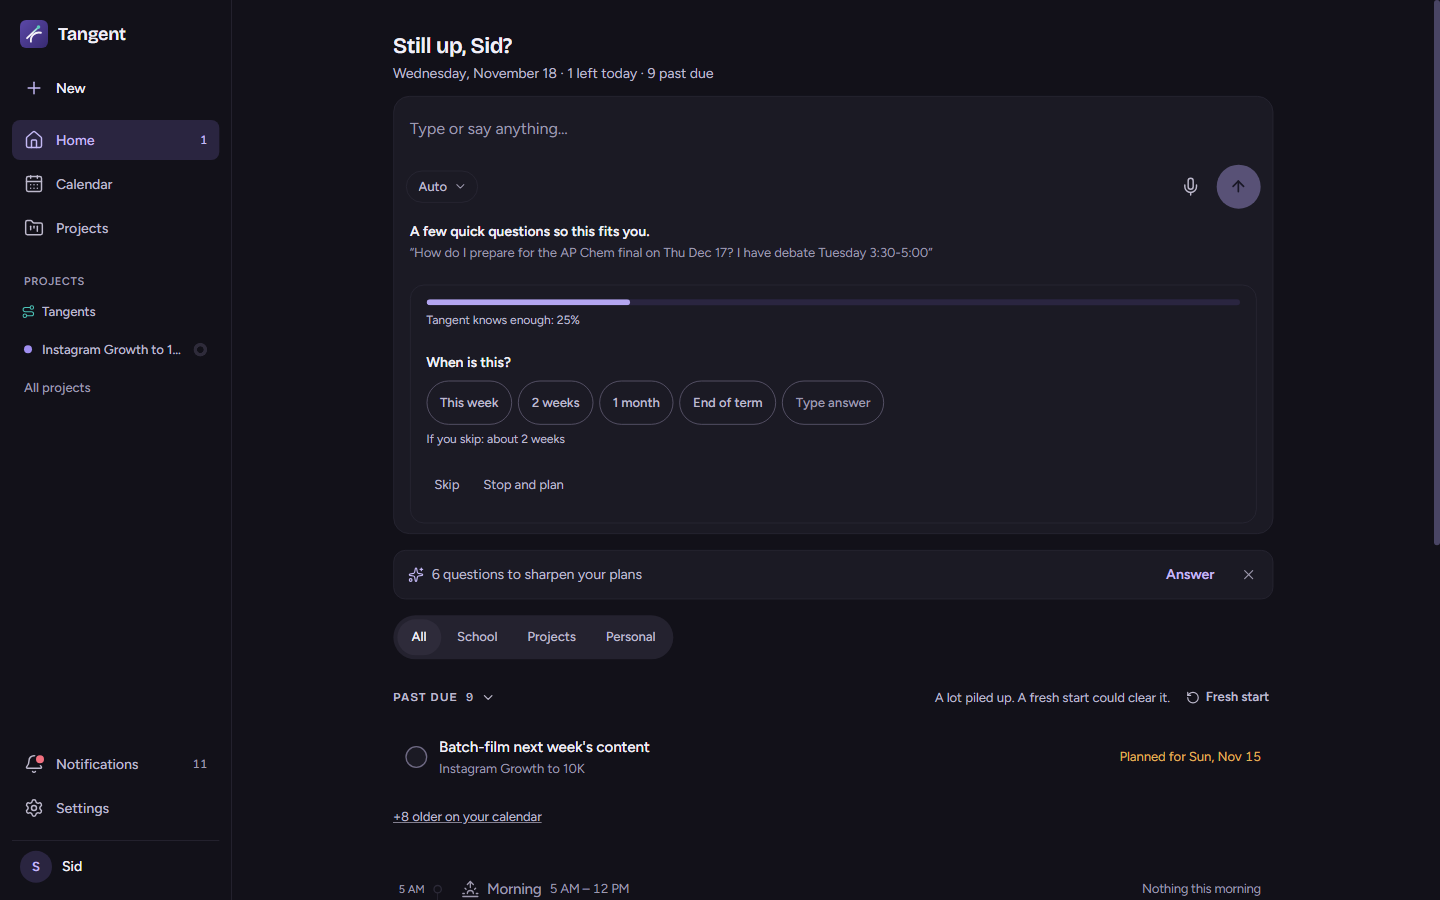 Tangent
New
Home 1
Calendar
Projects
PROJECTS
Tangents
Instagram Growth to 1...
All projects
Notifications 11
Settings
S Sid
Still up, Sid?
Wednesday, November 18 · 1 left today · 9 past due
Type or say anything...
Auto
A few quick questions so this fits you.
“How do I prepare for the AP Chem final on Thu Dec 17? I have debate Tuesday 3:30-5:00”
Tangent knows enough: 25%
When is this?
This week 2 weeks 1 month End of term Type answer
If you skip: about 2 weeks
Skip Stop and plan
6 questions to sharpen your plans Answer
All School Projects Personal
PAST DUE 9 A lot piled up. A fresh start could clear it. Fresh start
Batch-film next week's content
Instagram Growth to 10K
Planned for Sun, Nov 15
+8 older on your calendar
5 AM Morning 5 AM – 12 PM Nothing this morning